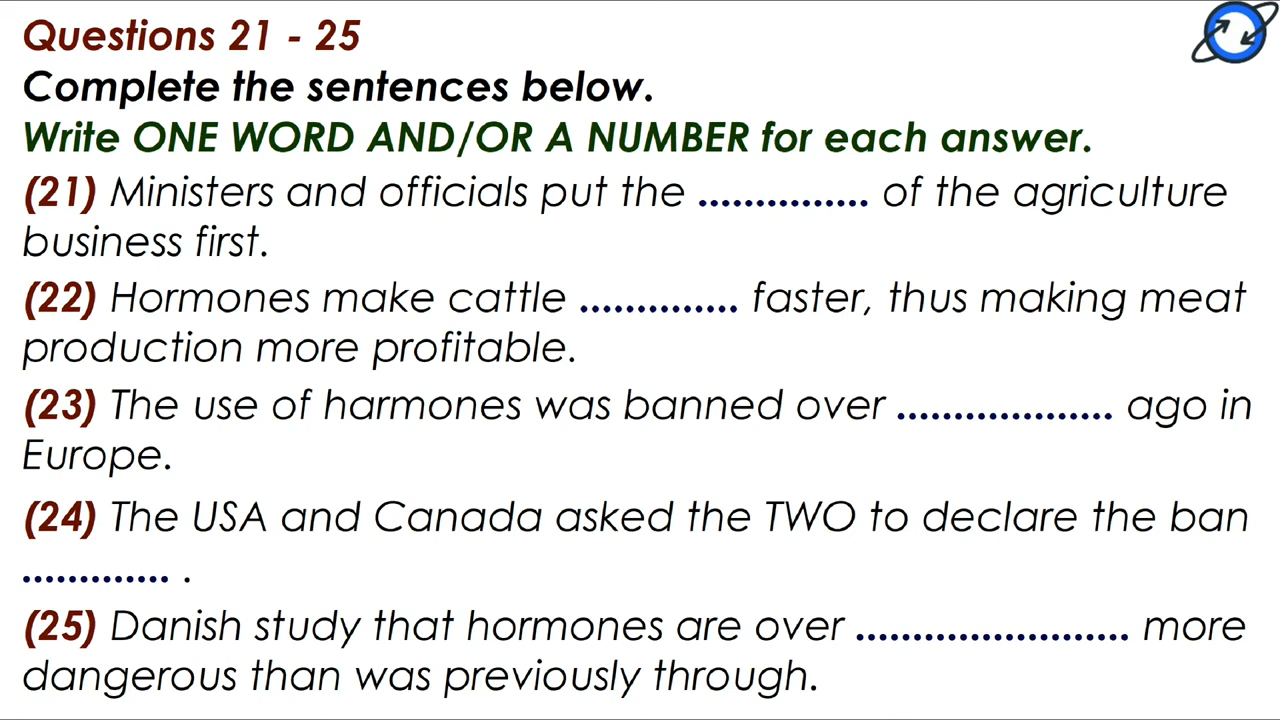 Questions 21 - 25
Complete the sentences below.
Write ONE WORD AND/OR A NUMBER for each answer.
(21) Ministers and officials put the ............... of the agriculture
business first.
(22) Hormones make cattle .............. faster, thus making meat
production more profitable.
(23) The use of harmones was banned over ................... ago in
Europe.
(24) The USA and Canada asked the TWO to declare the ban
............. .
(25) Danish study that hormones are over ........................ more
dangerous than was previously through.